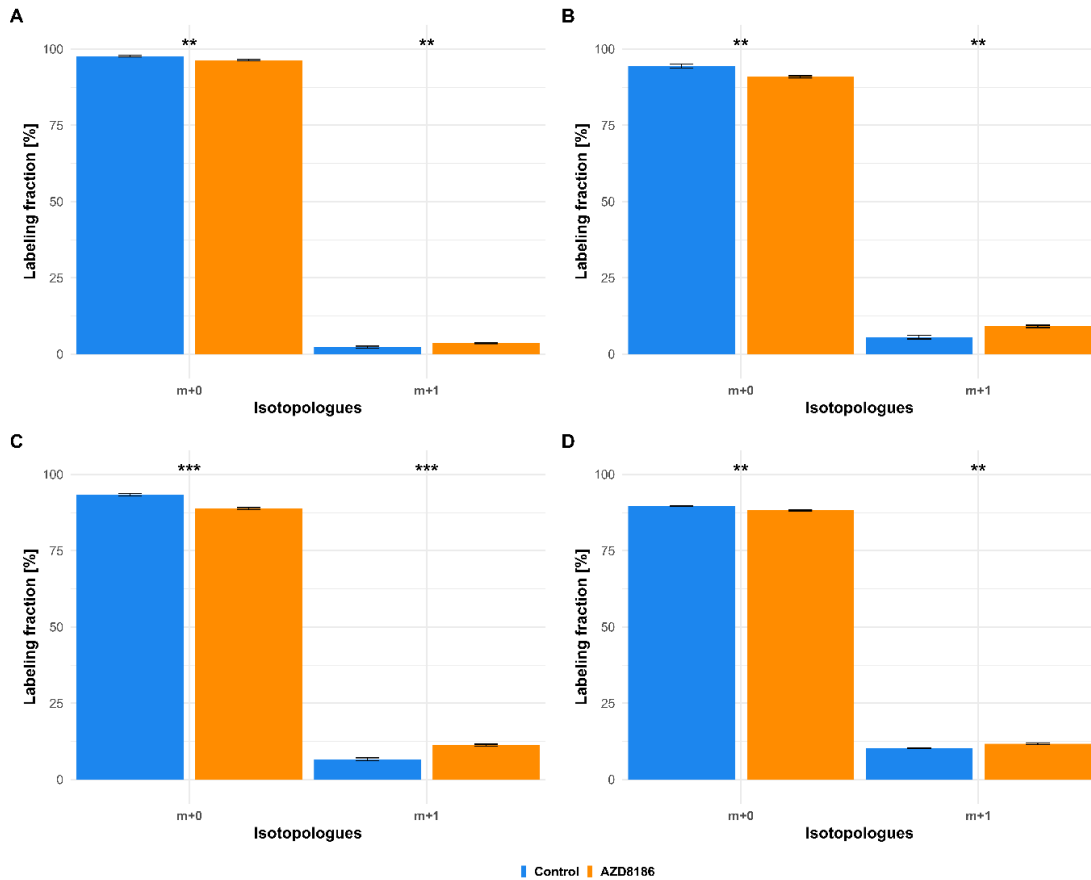 A
**
**
100
75
50
25
0
Labeling fraction [%]
m+0
m+1
Isotopologues
B
**
**
100
75
50
25
0
Labeling fraction [%]
m+0
m+1
Isotopologues
C
***
***
100
75
50
25
0
Labeling fraction [%]
m+0
m+1
Isotopologues
D
**
**
100
75
50
25
0
Labeling fraction [%]
m+0
m+1
Isotopologues
Control AZD8186